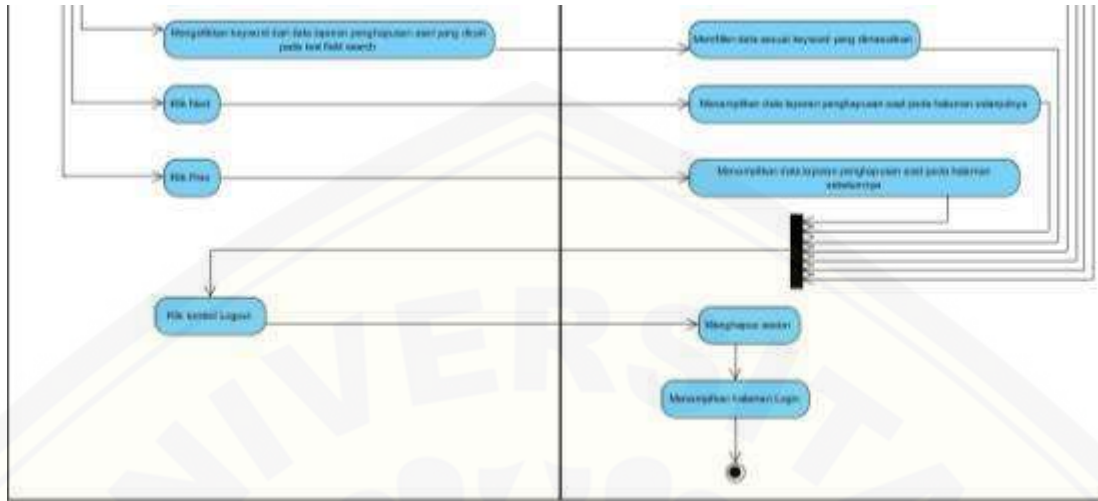 Mengetikkan keyword dari data laporan penghapusan aset yang dicari
pada text field search
Memfilter data sesuai keyword yang dimasukkan
Klik Next
Menampilkan data laporan penghapusan aset pada halaman selanjutnya
Klik Prev
Menampilkan data laporan penghapusan aset pada halaman
sebelumnya
Klik tombol Logout
Menghapus session
Menampilkan halaman Login
UNIVERSITA